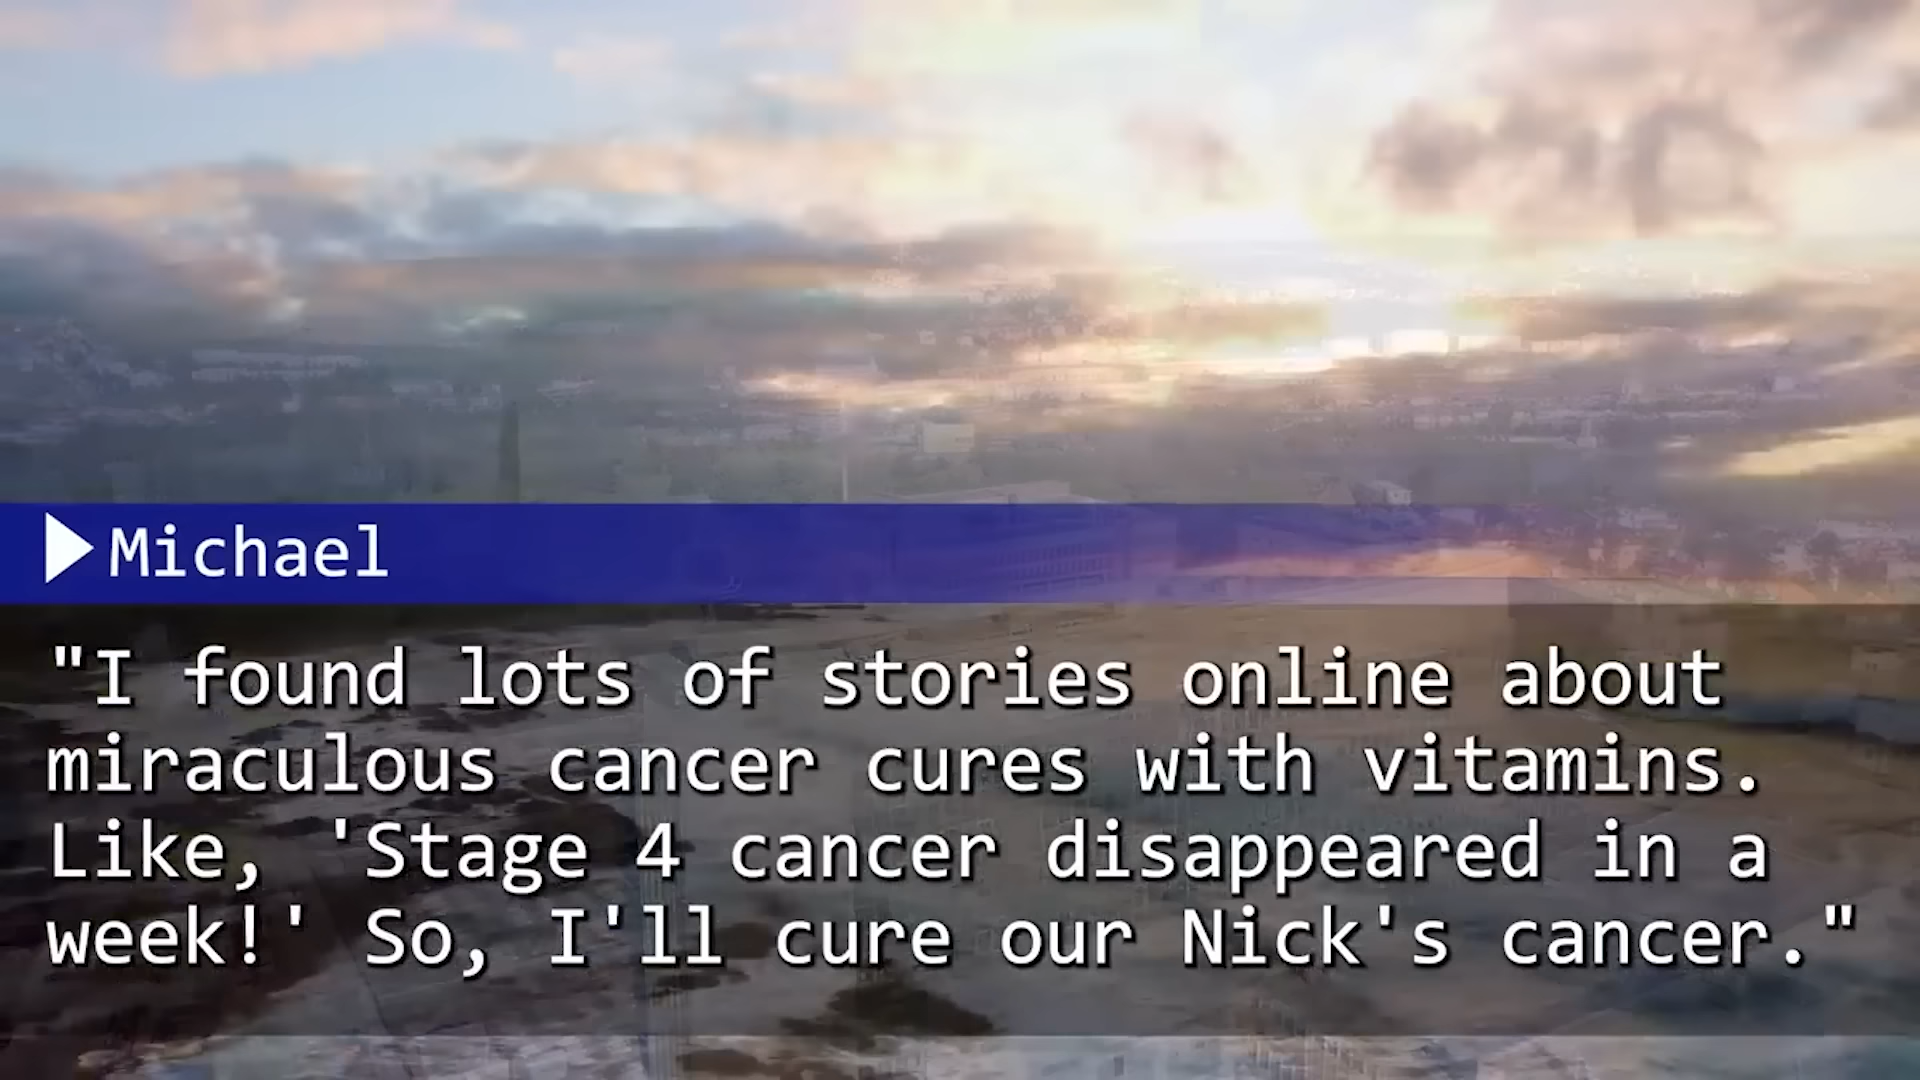 Michael
"I found lots of stories online about
miraculous cancer cures with vitamins.
Like, 'Stage 4 cancer disappeared in a
week!' So, I'll cure our Nick's cancer."